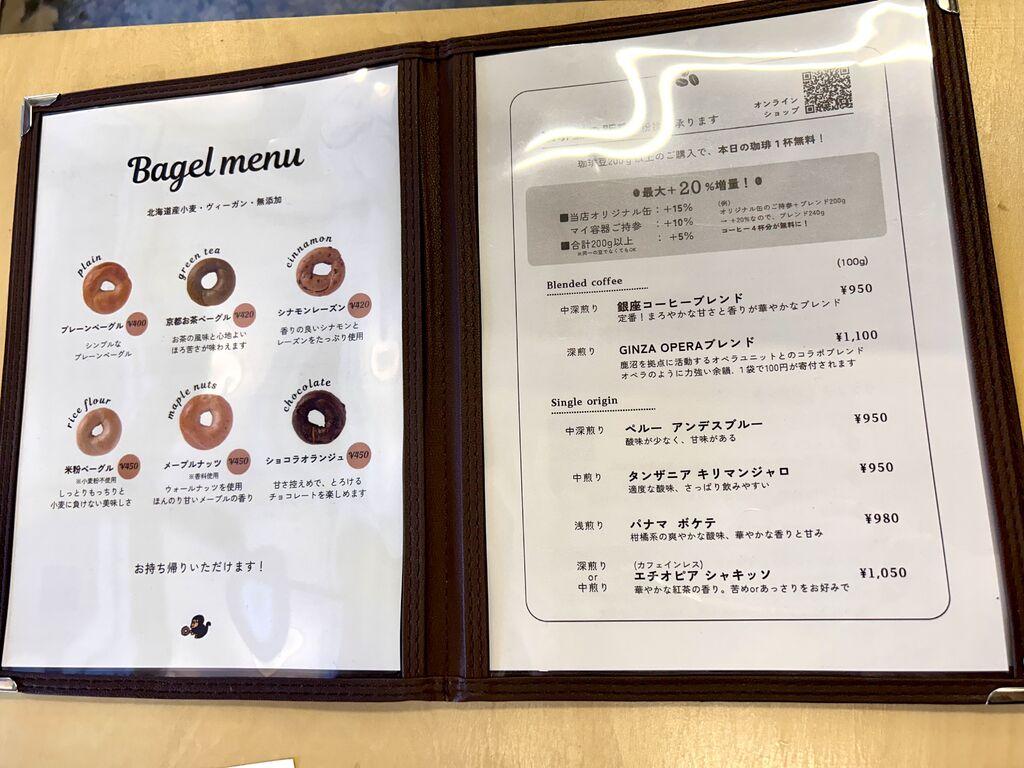 Bagel menu
北海道産小麦・ヴィーガン・無添加
plain
プレーンベーグル ¥400
シンプルな
プレーンベーグル
green tea
京都お茶ベーグル ¥420
お茶の風味と心地よい
ほろ苦さが味わえます
cinnamon
シナモンレーズン ¥420
香りの良いシナモンと
レーズンをたっぷり使用
rice flour
米粉ベーグル ¥450
※小麦粉不使用
しっとりもっちりと
小麦に負けない美味しさ
maple nuts
メープルナッツ ¥450
※香料使用
ウォールナッツを使用
ほんのり甘いメープルの香り
chocolate
ショコラオランジュ ¥450
甘さ控えめで、とろける
チョコレートを楽しめます
お持ち帰りいただけます！
オンライン
ショップ
承ります
珈琲豆200g以上のご購入で、本日の珈琲1杯無料！
最大+20%増量！
■当店オリジナル缶：+15%
マイ容器ご持参：+10%
■合計200g以上：+5%
※同一の豆でなくてもOK
(例)
オリジナル缶のご持参+ブレンド200g
→ +20%なので、ブレンド240g
コーヒー4杯分が無料に！
(100g)
Blended coffee
中深煎り 銀座コーヒーブレンド ¥950
定番！まろやかな甘さと香りが華やかなブレンド
深煎り GINZA OPERAブレンド ¥1,100
鹿沼を拠点に活動するオペラユニットとのコラボブレンド
オペラのように力強い余韻。1袋で100円が寄付されます
Single origin
中深煎り ペルー アンデスブルー ¥950
酸味が少なく、甘味がある
中煎り タンザニア キリマンジャロ ¥950
適度な酸味、さっぱり飲みやすい
浅煎り パナマ ボケテ ¥980
柑橘系の爽やかな酸味、華やかな香りと甘み
深煎り
or
中煎り
(カフェインレス)
エチオピア シャキッソ ¥1,050
華やかな紅茶の香り。苦めorあっさりをお好みで